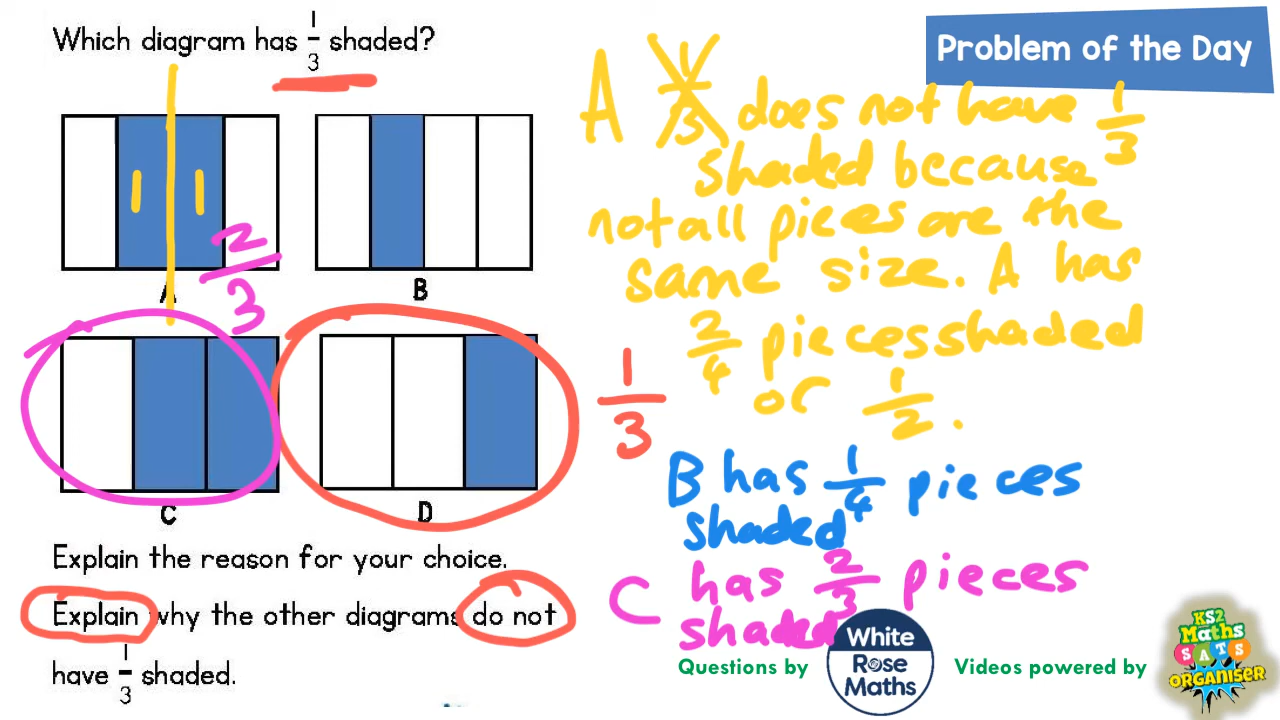 Which diagram has 1/3 shaded?
Problem of the Day
A 1/3 does not have 1/3
shaded because
not all pieces are the
same size. A has
2/4 pieces shaded
or 1/2.
2/3
A
B
1/3
C
D
B has 1/4 pieces
shaded
C has 2/3 pieces
shaded
Explain the reason for your choice.
Explain why the other diagrams do not
have 1/3 shaded.
Questions by
White
Rose
Maths
Videos powered by
KS2
Maths
SATS
ORGANISER